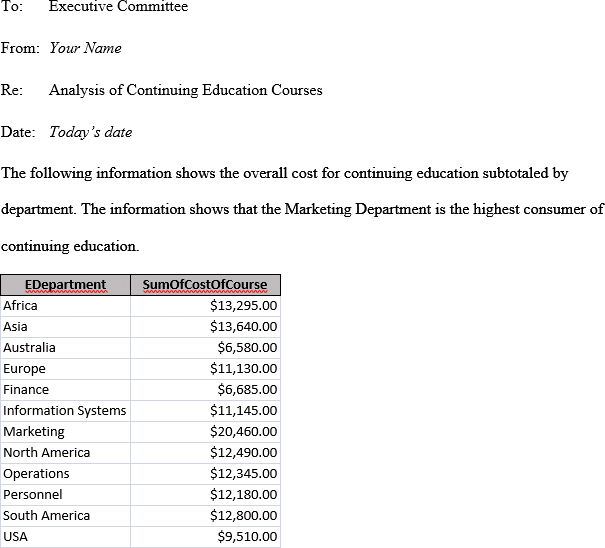 To: Executive Committee
From: Your Name
Re: Analysis of Continuing Education Courses
Date: Today's date
The following information shows the overall cost for continuing education subtotaled by
department. The information shows that the Marketing Department is the highest consumer of
continuing education.
EDepartment SumOfCostOfCourse
Africa $13,295.00
Asia $13,640.00
Australia $6,580.00
Europe $11,130.00
Finance $6,685.00
Information Systems $11,145.00
Marketing $20,460.00
North America $12,490.00
Operations $12,345.00
Personnel $12,180.00
South America $12,800.00
USA $9,510.00